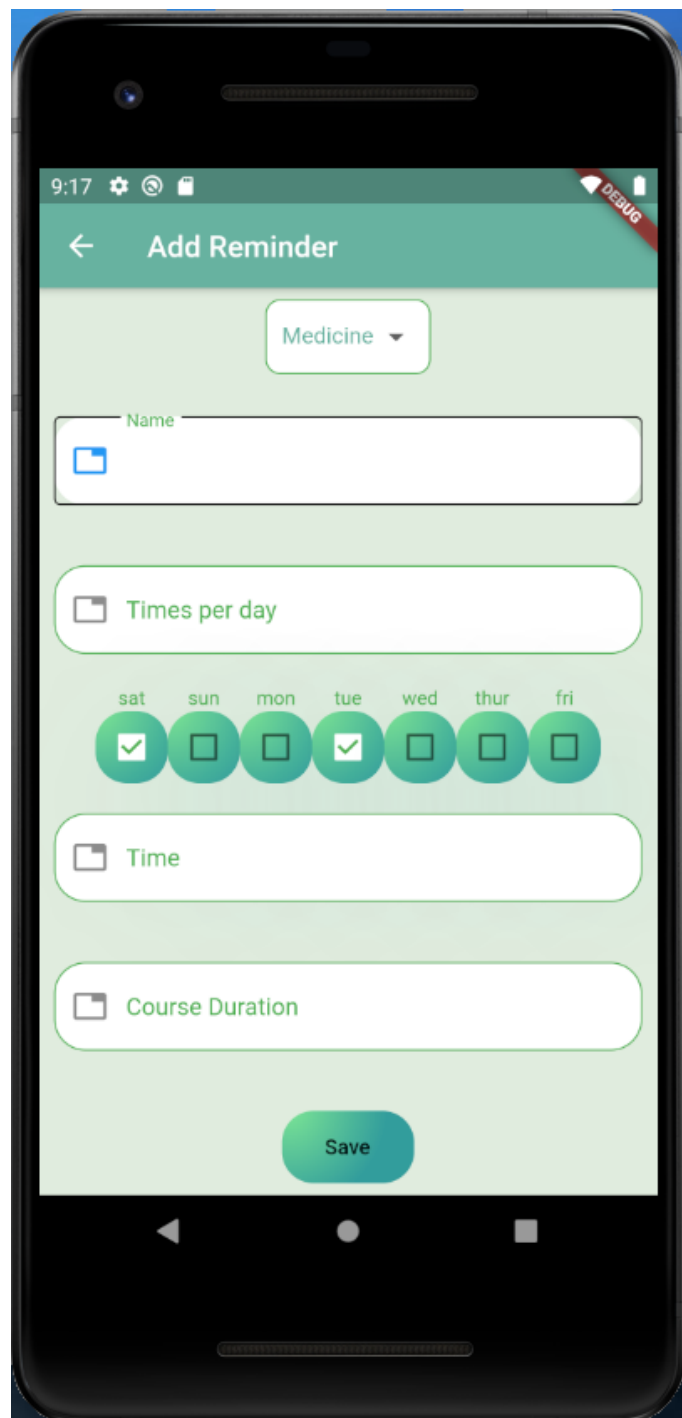 9:17
DEBUG
Add Reminder
Medicine
Name
Times per day
sat sun mon tue wed thur fri
Time
Course Duration
Save